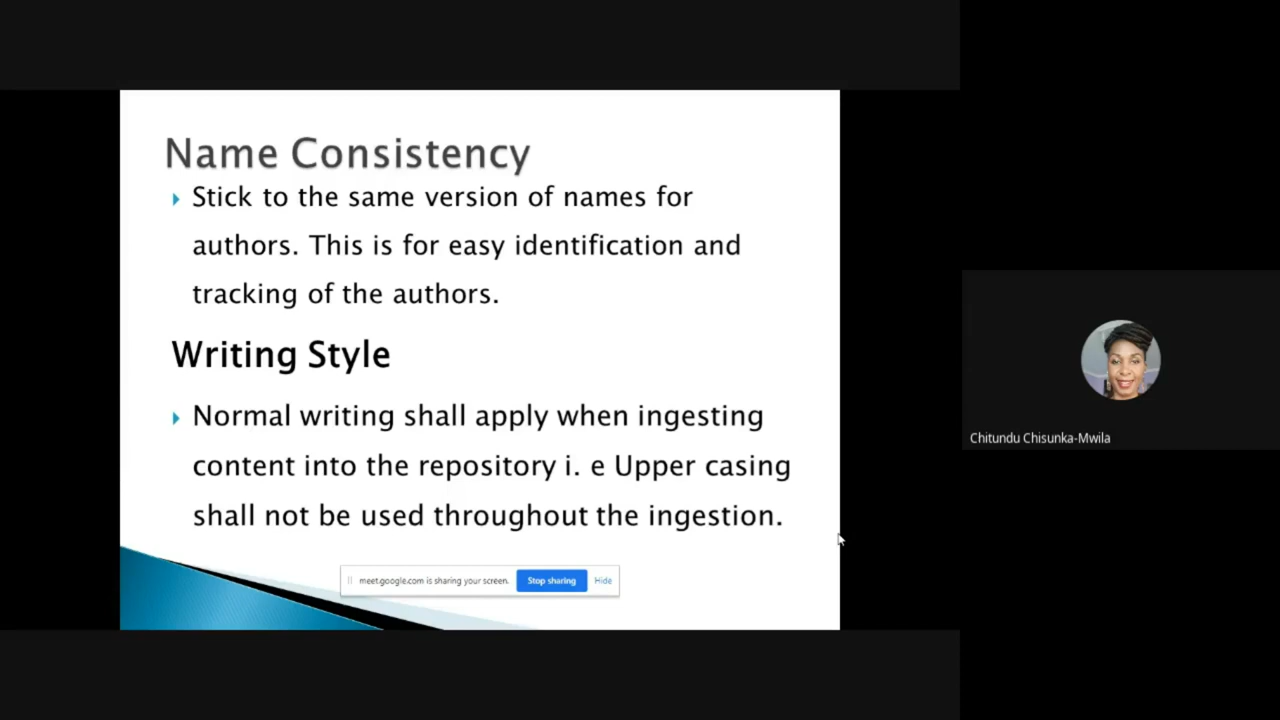 Name Consistency
Stick to the same version of names for
authors. This is for easy identification and
tracking of the authors.
Writing Style
Normal writing shall apply when ingesting
content into the repository i. e Upper casing
shall not be used throughout the ingestion.
meet.google.com is sharing your screen. Stop sharing Hide
Chitundu Chisunka-Mwila